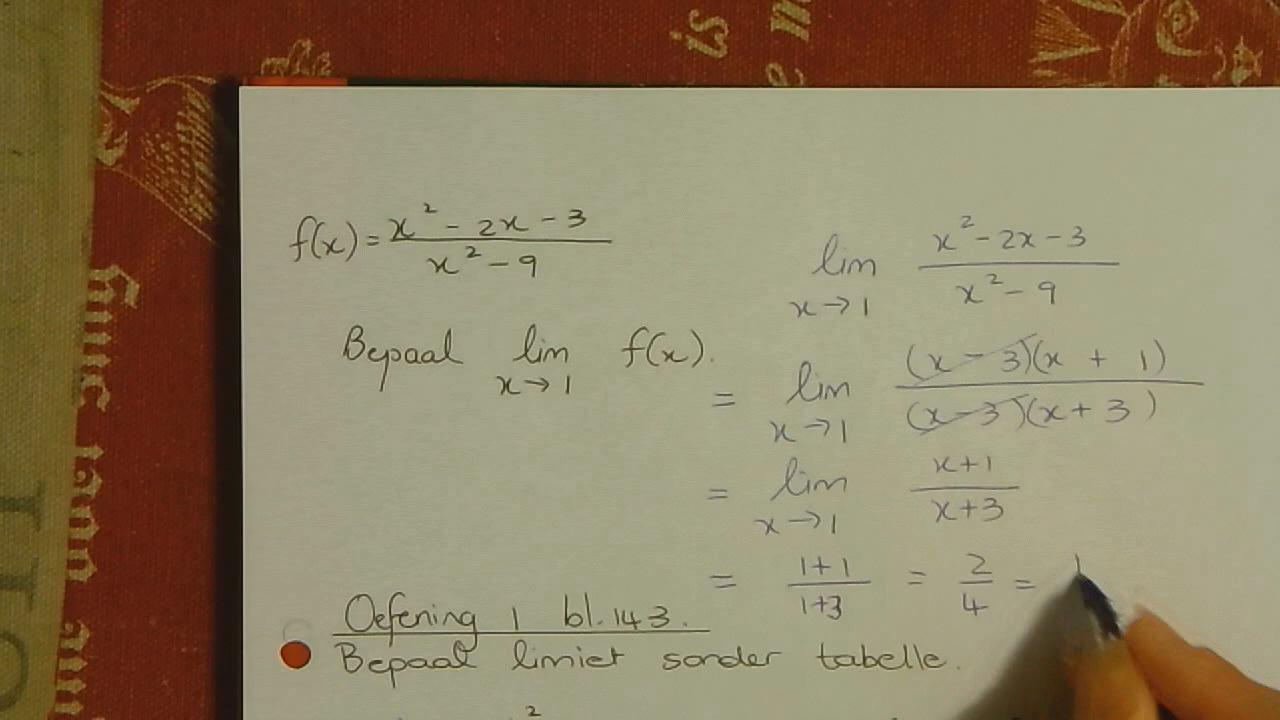 f(x) = (x² - 2x - 3)/(x² - 9)
Bepaal lim x→1 f(x).
lim x→1 (x² - 2x - 3)/(x² - 9)
= lim x→1 (x - 3)(x + 1)/(x - 3)(x + 3)
= lim x→1 (x+1)/(x+3)
= (1+1)/(1+3) = 2/4 =
Oefening 1 bl. 143.
Bepaal limiet sonder tabelle.
is